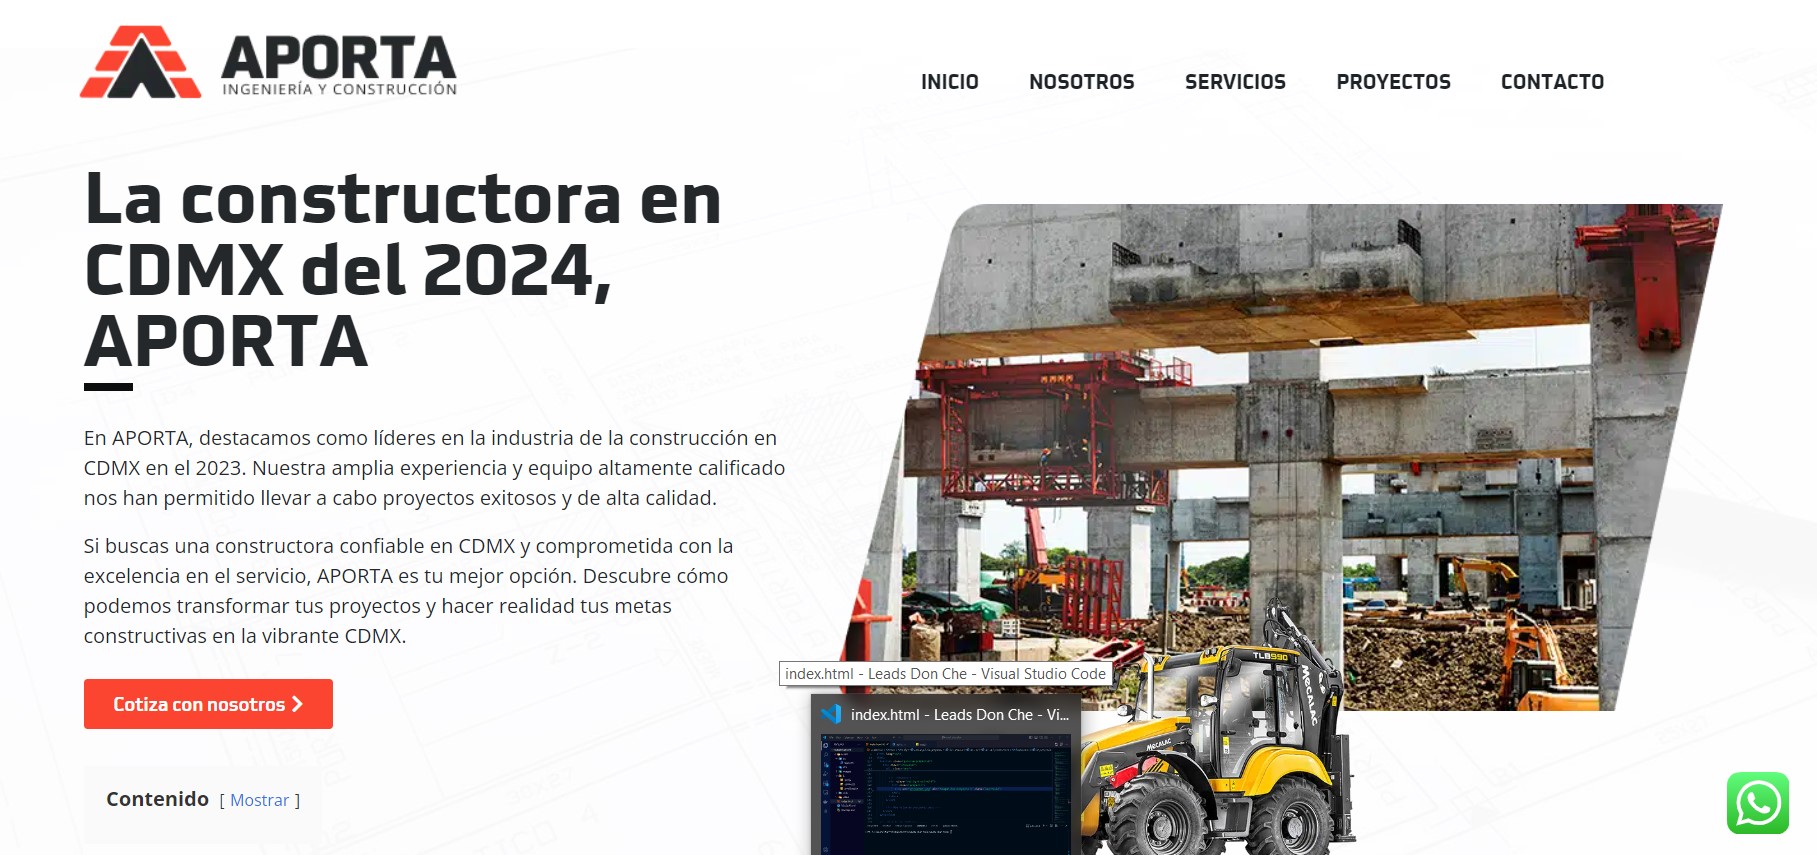 APORTA
INGENIERÍA Y CONSTRUCCIÓN
INICIO
NOSOTROS
SERVICIOS
PROYECTOS
CONTACTO
La constructora en
CDMX del 2024,
APORTA
En APORTA, destacamos como líderes en la industria de la construcción en
CDMX en el 2023. Nuestra amplia experiencia y equipo altamente calificado
nos han permitido llevar a cabo proyectos exitosos y de alta calidad.
Si buscas una constructora confiable en CDMX y comprometida con la
excelencia en el servicio, APORTA es tu mejor opción. Descubre cómo
podemos transformar tus proyectos y hacer realidad tus metas
constructivas en la vibrante CDMX.
Cotiza con nosotros
Contenido [ Mostrar ]
index.html - Leads Don Che - Visual Studio Code
index.html - Leads Don Che - Vi...
TLB990
MECALAC
MECALAC